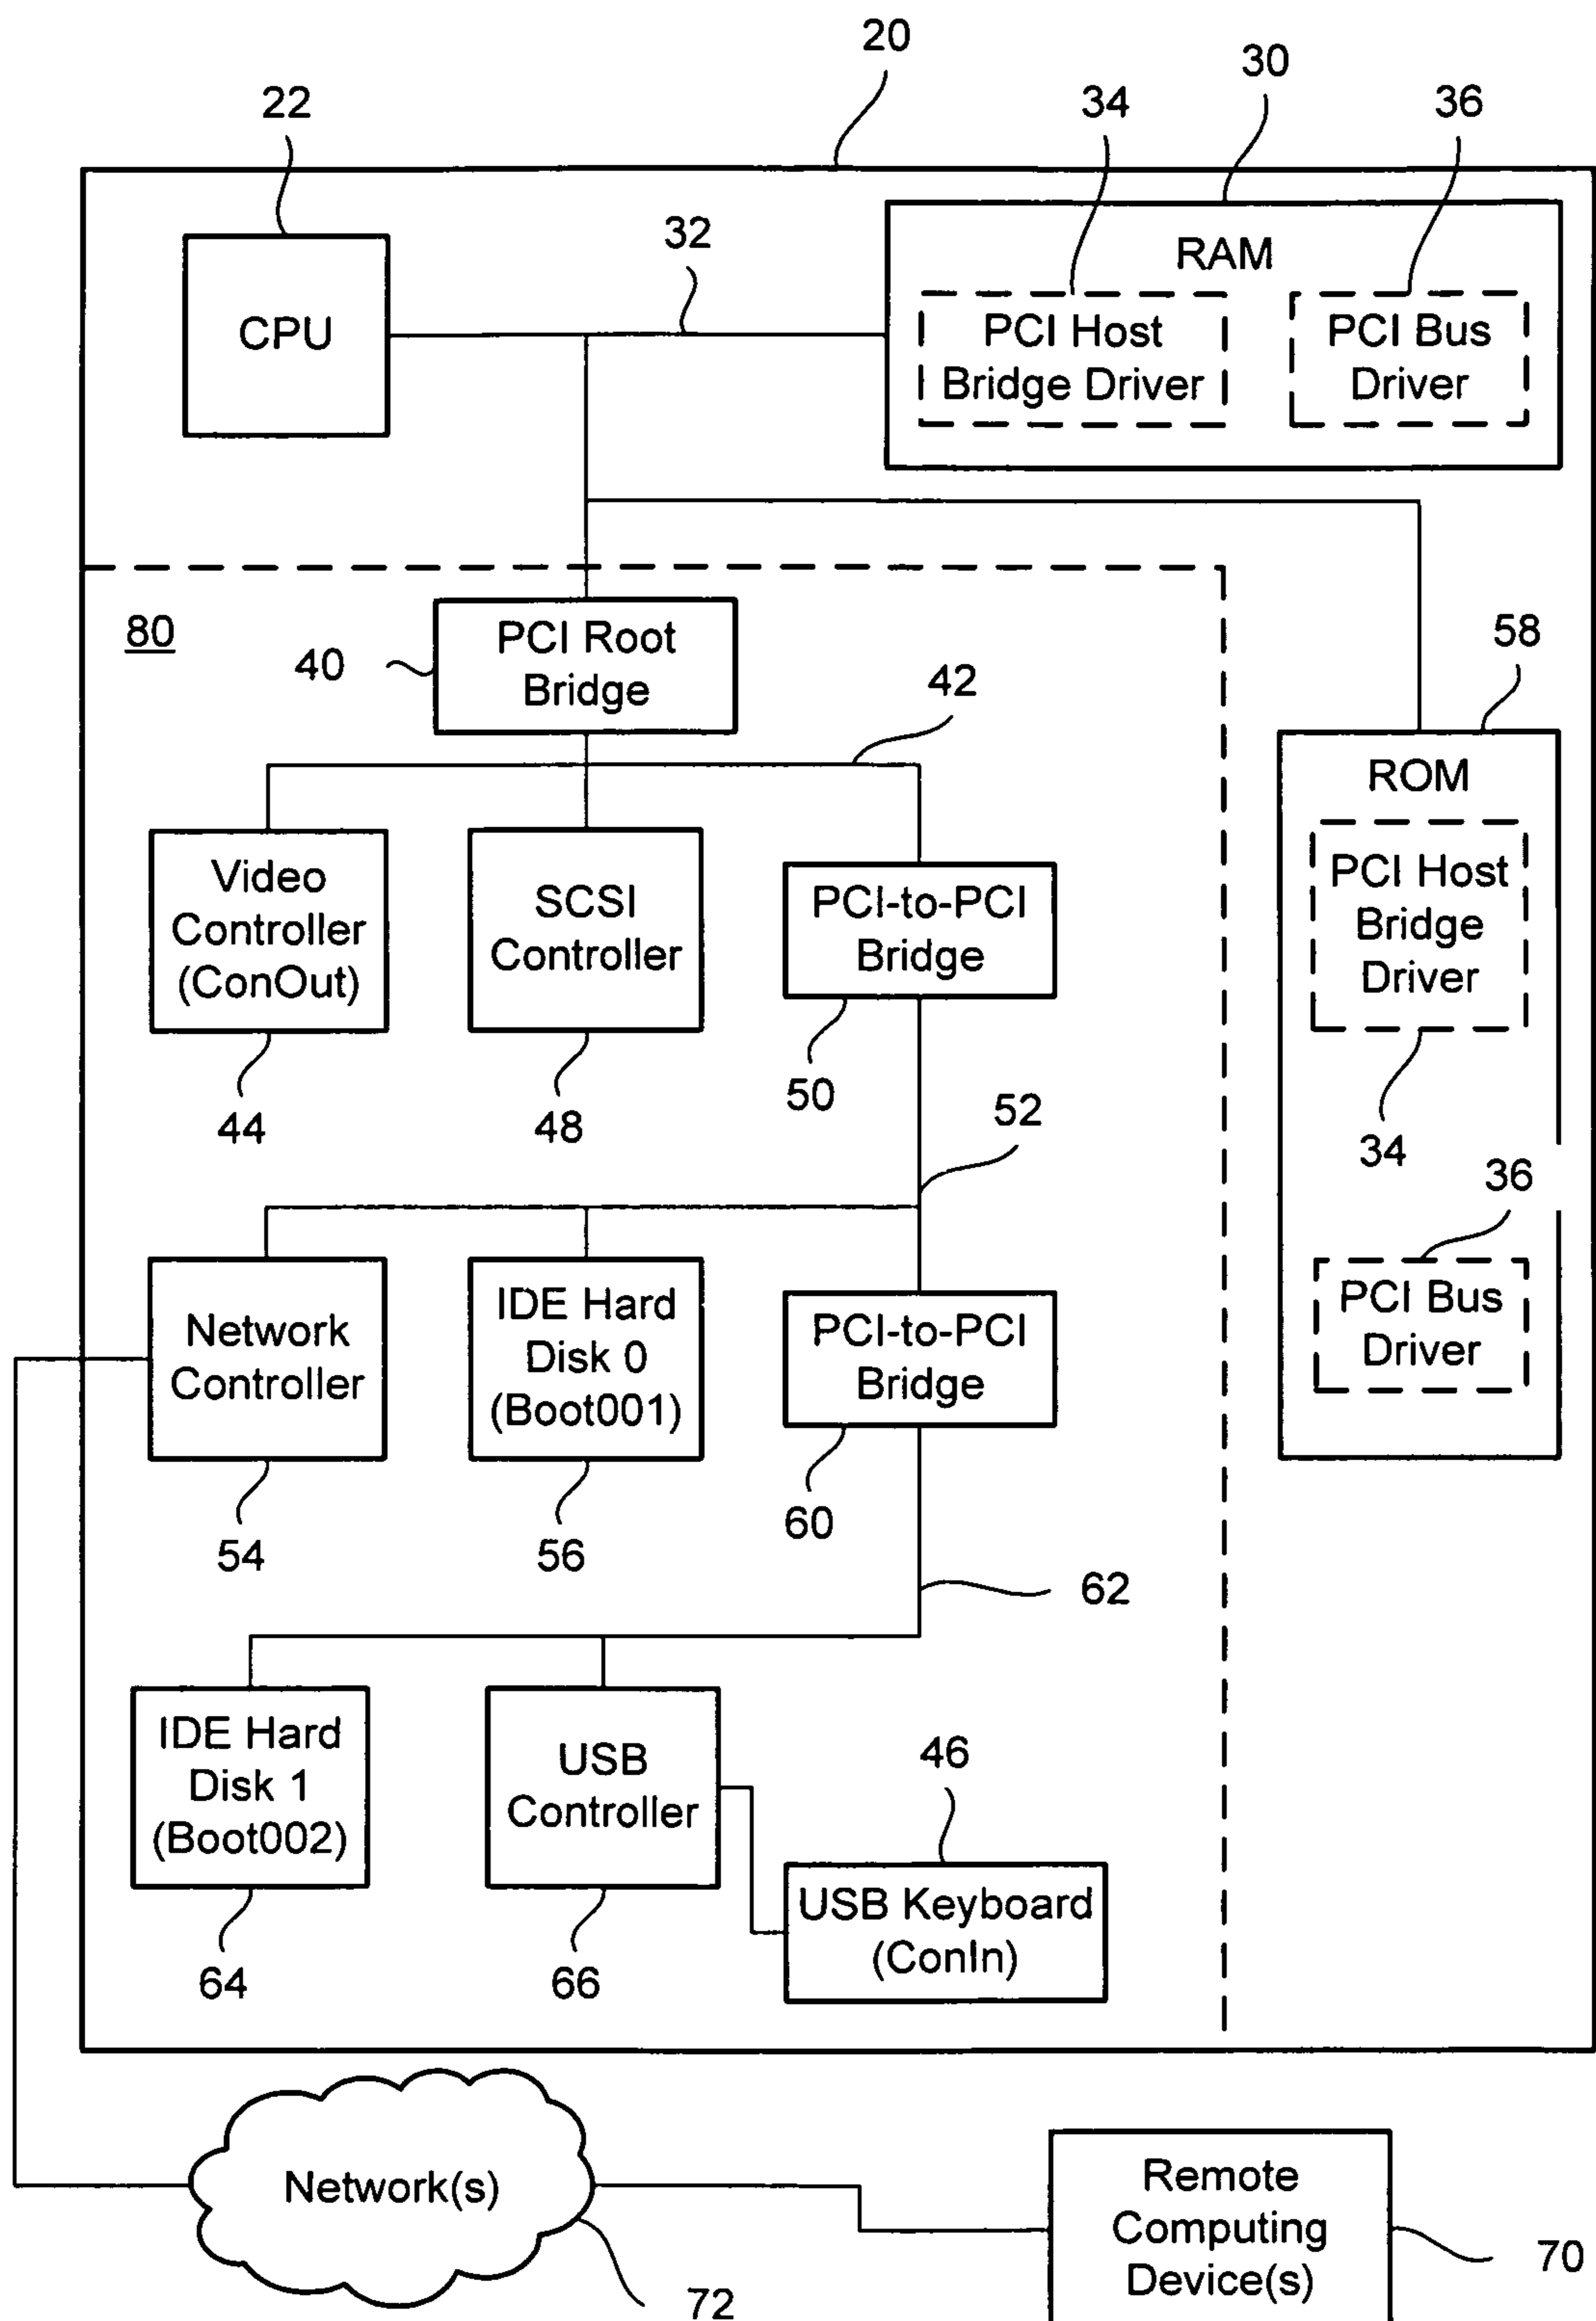 20
30
22
34
36
32
RAM
CPU
PCI Host
Bridge Driver
PCI Bus
Driver
80
PCI Root
Bridge
40
42
58
ROM
Video
Controller
(ConOut)
SCSI
Controller
PCI-to-PCI
Bridge
PCI Host
Bridge
Driver
44
48
50
52
34
36
Network
Controller
IDE Hard
Disk 0
(Boot001)
PCI-to-PCI
Bridge
PCI Bus
Driver
54
56
60
62
IDE Hard
Disk 1
(Boot002)
USB
Controller
46
USB Keyboard
(ConIn)
64
66
Network(s)
Remote
Computing
Device(s)
70
72